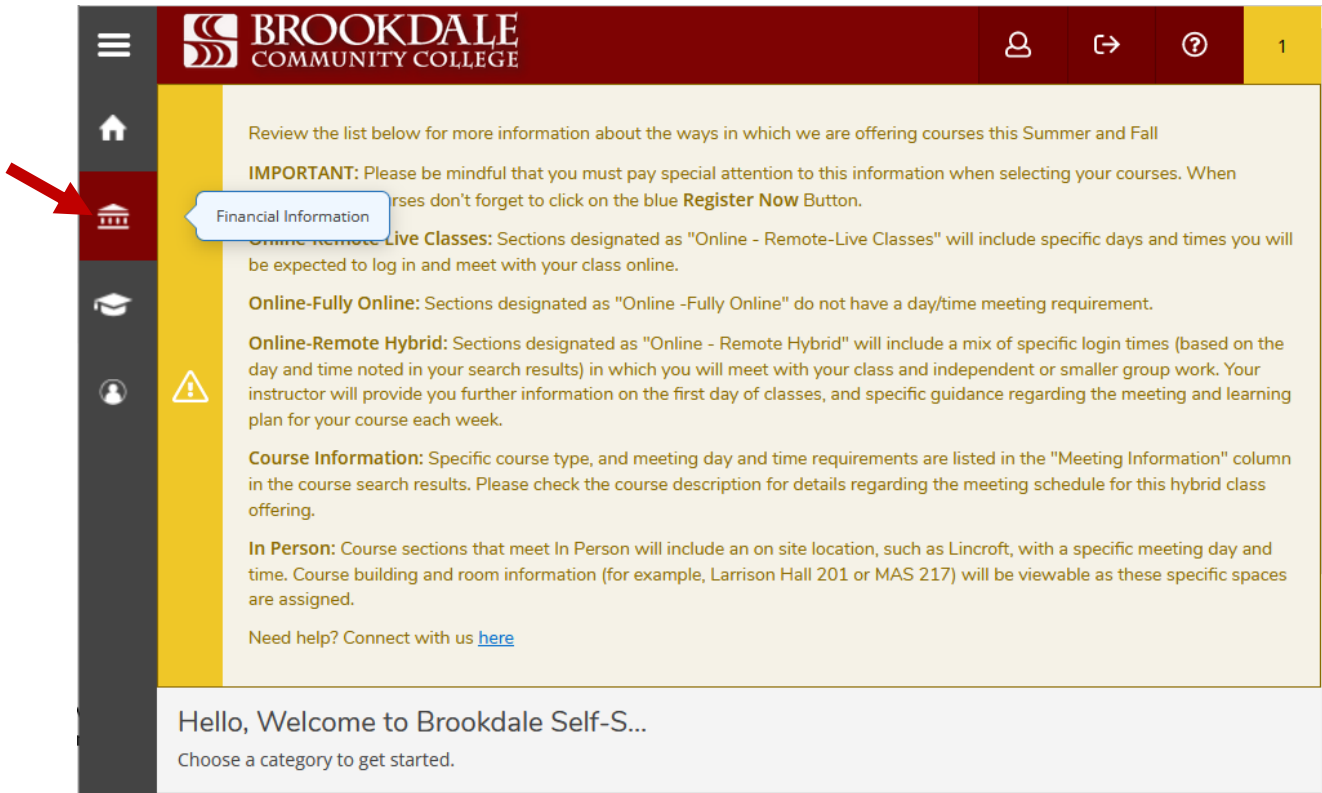 BROOKDALE
COMMUNITY COLLEGE
1
Review the list below for more information about the ways in which we are offering courses this Summer and Fall
IMPORTANT: Please be mindful that you must pay special attention to this information when selecting your courses. When
rses don't forget to click on the blue Register Now Button.
Financial Information
Online-Remote Live Classes: Sections designated as "Online - Remote-Live Classes" will include specific days and times you will
be expected to log in and meet with your class online.
Online-Fully Online: Sections designated as "Online -Fully Online" do not have a day/time meeting requirement.
Online-Remote Hybrid: Sections designated as "Online - Remote Hybrid" will include a mix of specific login times (based on the
day and time noted in your search results) in which you will meet with your class and independent or smaller group work. Your
instructor will provide you further information on the first day of classes, and specific guidance regarding the meeting and learning
plan for your course each week.
Course Information: Specific course type, and meeting day and time requirements are listed in the "Meeting Information" column
in the course search results. Please check the course description for details regarding the meeting schedule for this hybrid class
offering.
In Person: Course sections that meet In Person will include an on site location, such as Lincroft, with a specific meeting day and
time. Course building and room information (for example, Larrison Hall 201 or MAS 217) will be viewable as these specific spaces
are assigned.
Need help? Connect with us here
Hello, Welcome to Brookdale Self-S...
Choose a category to get started.